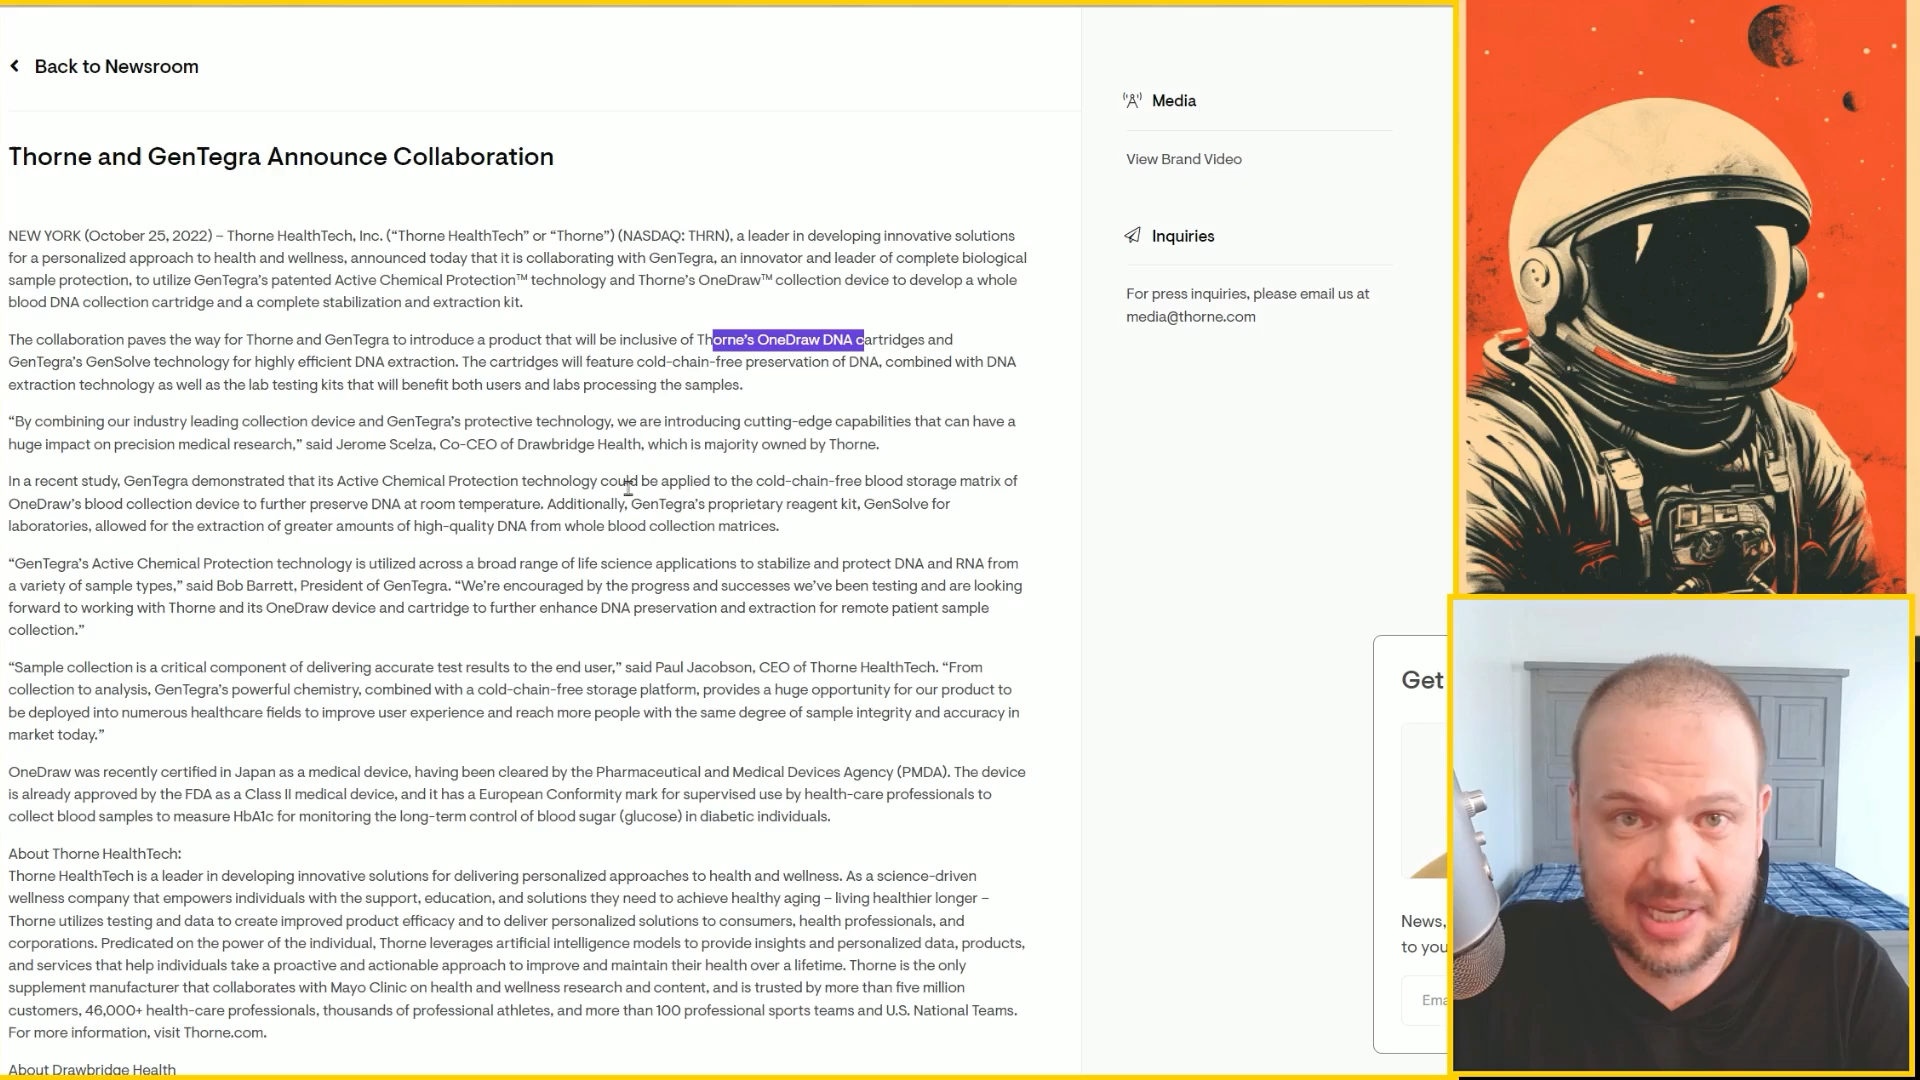 Back to Newsroom
Thorne and GenTegra Announce Collaboration
NEW YORK (October 25, 2022) – Thorne HealthTech, Inc. (“Thorne HealthTech” or “Thorne”) (NASDAQ: THRN), a leader in developing innovative solutions
for a personalized approach to health and wellness, announced today that it is collaborating with GenTegra, an innovator and leader of complete biological
sample protection, to utilize GenTegra’s patented Active Chemical Protection™ technology and Thorne’s OneDraw™ collection device to develop a whole
blood DNA collection cartridge and a complete stabilization and extraction kit.
The collaboration paves the way for Thorne and GenTegra to introduce a product that will be inclusive of Thorne’s OneDraw DNA cartridges and
GenTegra’s GenSolve technology for highly efficient DNA extraction. The cartridges will feature cold-chain-free preservation of DNA, combined with DNA
extraction technology as well as the lab testing kits that will benefit both users and labs processing the samples.
“By combining our industry leading collection device and GenTegra’s protective technology, we are introducing cutting-edge capabilities that can have a
huge impact on precision medical research,” said Jerome Scelza, Co-CEO of Drawbridge Health, which is majority owned by Thorne.
In a recent study, GenTegra demonstrated that its Active Chemical Protection technology could be applied to the cold-chain-free blood storage matrix of
OneDraw’s blood collection device to further preserve DNA at room temperature. Additionally, GenTegra’s proprietary reagent kit, GenSolve for
laboratories, allowed for the extraction of greater amounts of high-quality DNA from whole blood collection matrices.
“GenTegra’s Active Chemical Protection technology is utilized across a broad range of life science applications to stabilize and protect DNA and RNA from
a variety of sample types,” said Bob Barrett, President of GenTegra. “We’re encouraged by the progress and successes we’ve been testing and are looking
forward to working with Thorne and its OneDraw device and cartridge to further enhance DNA preservation and extraction for remote patient sample
collection.”
“Sample collection is a critical component of delivering accurate test results to the end user,” said Paul Jacobson, CEO of Thorne HealthTech. “From
collection to analysis, GenTegra’s powerful chemistry, combined with a cold-chain-free storage platform, provides a huge opportunity for our product to
be deployed into numerous healthcare fields to improve user experience and reach more people with the same degree of sample integrity and accuracy in
market today.”
OneDraw was recently certified in Japan as a medical device, having been cleared by the Pharmaceutical and Medical Devices Agency (PMDA). The device
is already approved by the FDA as a Class II medical device, and it has a European Conformity mark for supervised use by health-care professionals to
collect blood samples to measure HbA1c for monitoring the long-term control of blood sugar (glucose) in diabetic individuals.
About Thorne HealthTech:
Thorne HealthTech is a leader in developing innovative solutions for delivering personalized approaches to health and wellness. As a science-driven
wellness company that empowers individuals with the support, education, and solutions they need to achieve healthy aging – living healthier longer –
Thorne utilizes testing and data to create improved product efficacy and to deliver personalized solutions to consumers, health professionals, and
corporations. Predicated on the power of the individual, Thorne leverages artificial intelligence models to provide insights and personalized data, products,
and services that help individuals take a proactive and actionable approach to improve and maintain their health over a lifetime. Thorne is the only
supplement manufacturer that collaborates with Mayo Clinic on health and wellness research and content, and is trusted by more than five million
customers, 46,000+ health-care professionals, thousands of professional athletes, and more than 100 professional sports teams and U.S. National Teams.
For more information, visit Thorne.com.
About Drawbridge Health
Media
View Brand Video
Inquiries
For press inquiries, please email us at
media@thorne.com
Get
News,
to you
Ema